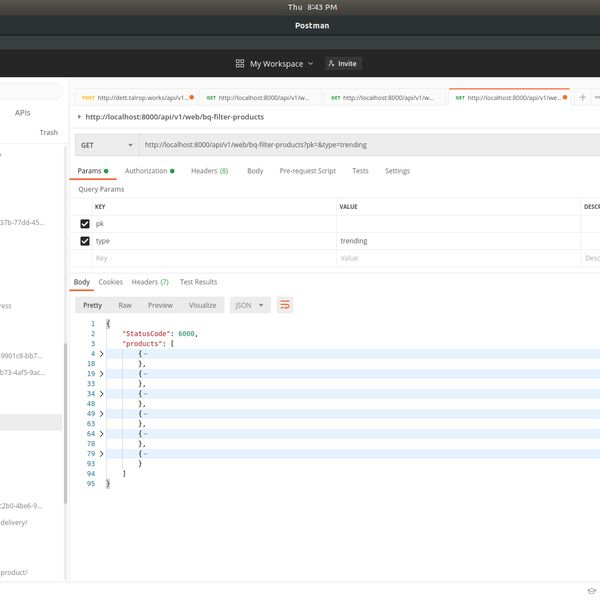 Thu 8:43 PM
Postman
My Workspace
Invite
APIs
Trash
37b-77dd-45...
ress
-9901c8-bb7...
b73-4af5-9ac...
c2b0-4be6-9...
delivery/
product/
POST http://dett.talrop.works/api/v1...
GET http://localhost:8000/api/v1/w...
GET http://localhost:8000/api/v1/w...
GET http://localhost:8000/api/v1/we...
http://localhost:8000/api/v1/web/bq-filter-products
GET http://localhost:8000/api/v1/web/bq-filter-products?pk=&type=trending
Params Authorization Headers (8) Body Pre-request Script Tests Settings
Query Params
KEY VALUE DESCR
pk
type trending
Key Value Desc
Body Cookies Headers (7) Test Results
Pretty Raw Preview Visualize JSON
1 {
2 "StatusCode": 6000,
3 "products": [
4 {
18 },
19 {
33 },
34 {
48 },
49 {
63 },
64 {
78 },
79 {
93 }
94 ]
95 }